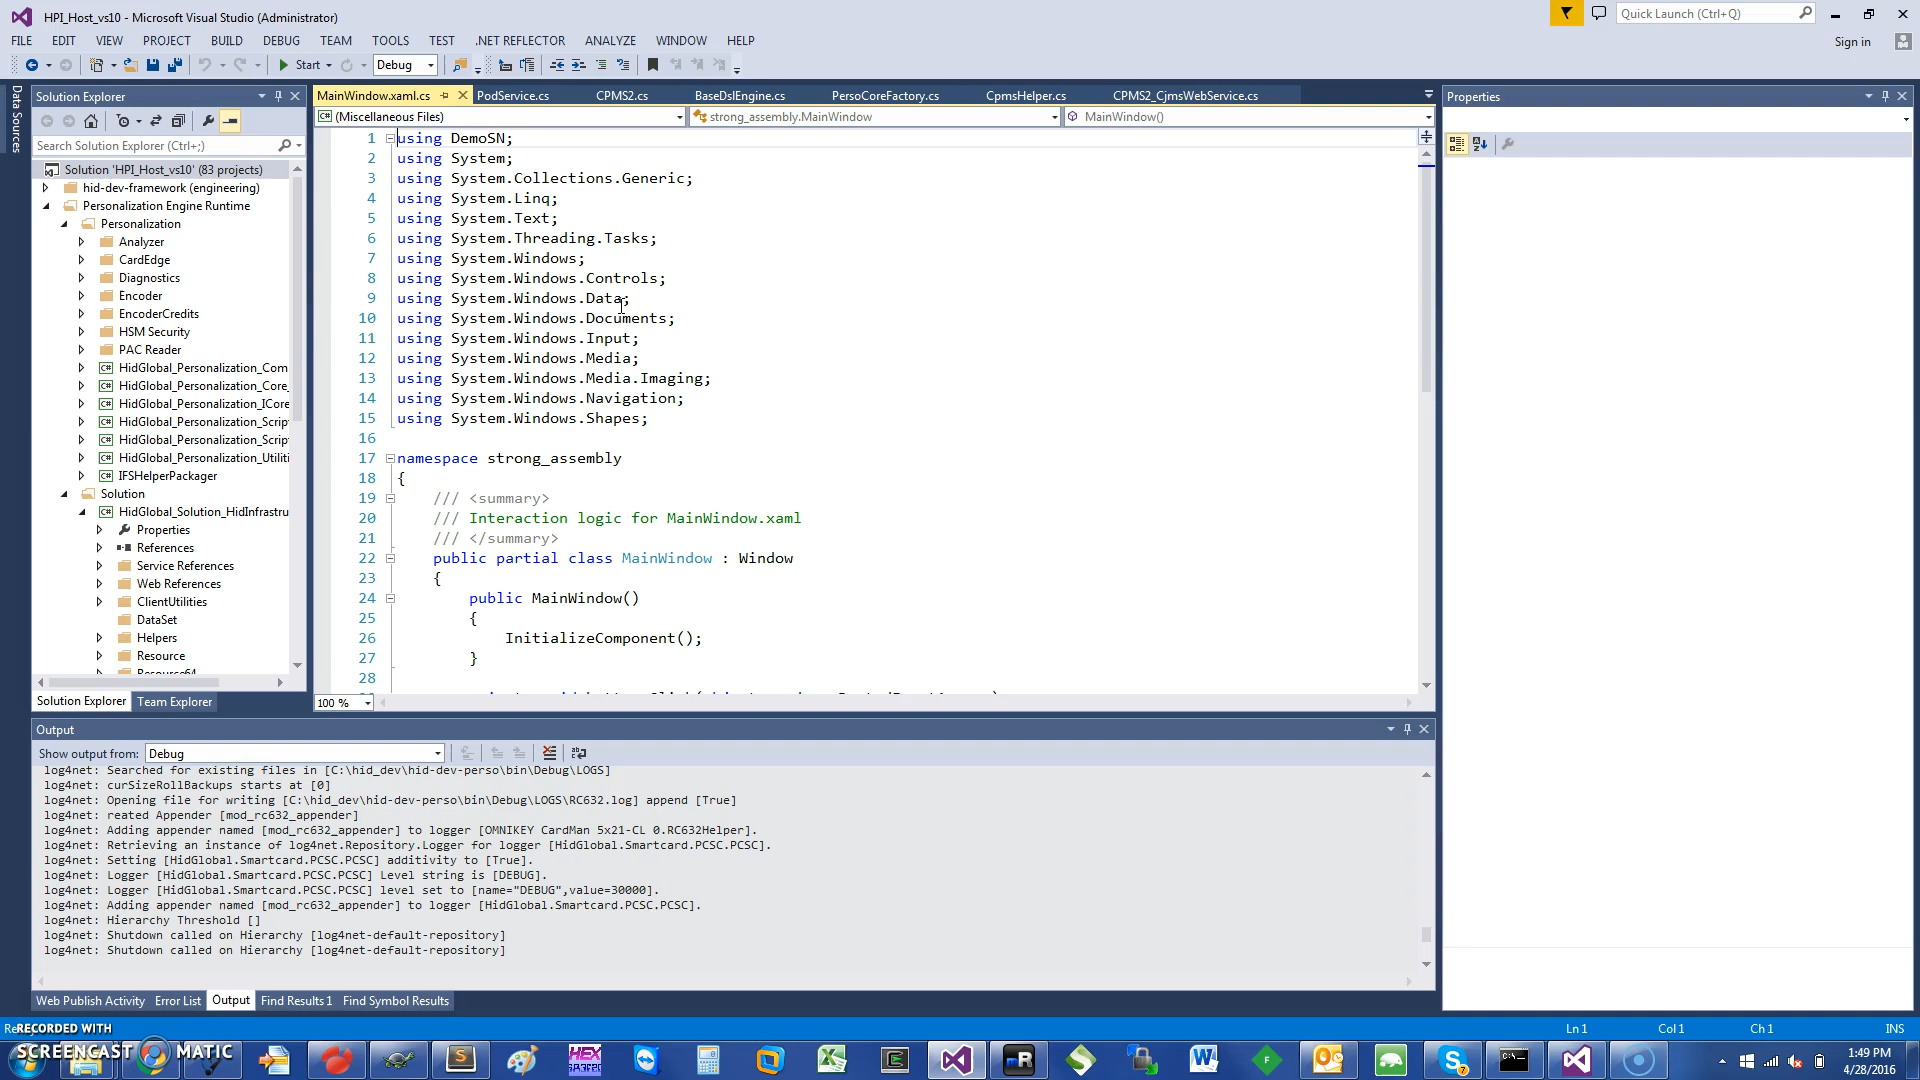 HPI_Host_vs10 - Microsoft Visual Studio (Administrator)
Quick Launch (Ctrl+Q)
FILE EDIT VIEW PROJECT BUILD DEBUG TEAM TOOLS TEST .NET REFLECTOR ANALYZE WINDOW HELP
Sign in
Start Debug
Data Sources
Solution Explorer
Search Solution Explorer (Ctrl+;)
Solution 'HPI_Host_vs10' (83 projects)
hid-dev-framework (engineering)
Personalization Engine Runtime
Personalization
Analyzer
CardEdge
Diagnostics
Encoder
EncoderCredits
HSM Security
PAC Reader
HidGlobal_Personalization_Com
HidGlobal_Personalization_Core_
HidGlobal_Personalization_ICore
HidGlobal_Personalization_Script
HidGlobal_Personalization_Script
HidGlobal_Personalization_Utiliti
IFSHelperPackager
Solution
HidGlobal_Solution_HidInfrastru
Properties
References
Service References
Web References
ClientUtilities
DataSet
Helpers
Resource
Resource64
Solution Explorer Team Explorer
MainWindow.xaml.cs PodService.cs CPMS2.cs BaseDslEngine.cs PersoCoreFactory.cs CpmsHelper.cs CPMS2_CjmsWebService.cs
(Miscellaneous Files) strong_assembly.MainWindow MainWindow()
1 using DemoSN;
2 using System;
3 using System.Collections.Generic;
4 using System.Linq;
5 using System.Text;
6 using System.Threading.Tasks;
7 using System.Windows;
8 using System.Windows.Controls;
9 using System.Windows.Data;
10 using System.Windows.Documents;
11 using System.Windows.Input;
12 using System.Windows.Media;
13 using System.Windows.Media.Imaging;
14 using System.Windows.Navigation;
15 using System.Windows.Shapes;
16
17 namespace strong_assembly
18 {
19 /// <summary>
20 /// Interaction logic for MainWindow.xaml
21 /// </summary>
22 public partial class MainWindow : Window
23 {
24 public MainWindow()
25 {
26 InitializeComponent();
27 }
28
100 %
Properties
Output
Show output from: Debug
log4net: Searched for existing files in [C:\hid_dev\hid-dev-perso\bin\Debug\LOGS]
log4net: curSizeRollBackups starts at [0]
log4net: Opening file for writing [C:\hid_dev\hid-dev-perso\bin\Debug\LOGS\RC632.log] append [True]
log4net: reated Appender [mod_rc632_appender]
log4net: Adding appender named [mod_rc632_appender] to logger [OMNIKEY CardMan 5x21-CL 0.RC632Helper].
log4net: Retrieving an instance of log4net.Repository.Logger for logger [HidGlobal.Smartcard.PCSC.PCSC].
log4net: Setting [HidGlobal.Smartcard.PCSC.PCSC] additivity to [True].
log4net: Logger [HidGlobal.Smartcard.PCSC.PCSC] Level string is [DEBUG].
log4net: Logger [HidGlobal.Smartcard.PCSC.PCSC] level set to [name="DEBUG",value=30000].
log4net: Adding appender named [mod_rc632_appender] to logger [HidGlobal.Smartcard.PCSC.PCSC].
log4net: Hierarchy Threshold []
log4net: Shutdown called on Hierarchy [log4net-default-repository]
log4net: Shutdown called on Hierarchy [log4net-default-repository]
Web Publish Activity Error List Output Find Results 1 Find Symbol Results
Ln 1 Col 1 Ch 1 INS
RECORDED WITH
SCREENCAST MATIC
HEX
mR
1:49 PM
4/28/2016